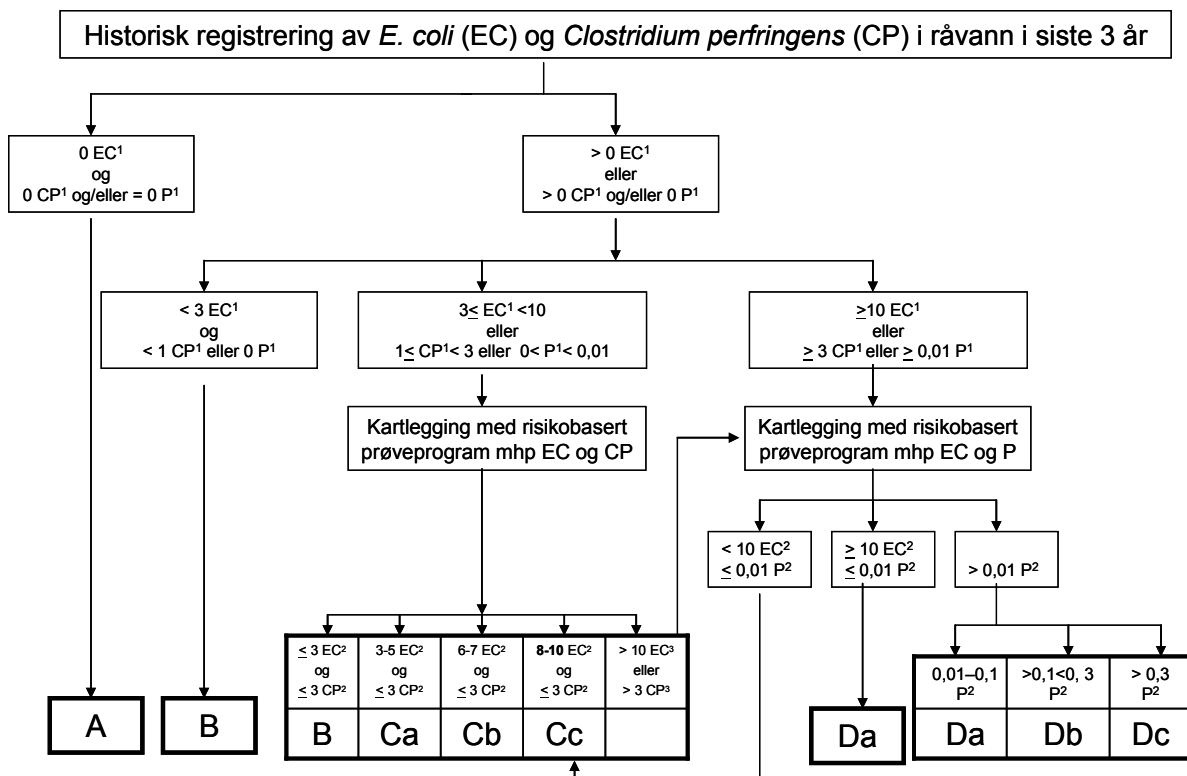 Historisk registrering av E. coli (EC) og Clostridium perfringens (CP) i råvann i siste 3 år
0 EC¹
og
0 CP¹ og/eller = 0 P¹
> 0 EC¹
eller
> 0 CP¹ og/eller 0 P¹
< 3 EC¹
og
< 1 CP¹ eller 0 P¹
3≤ EC¹ <10
eller
1≤ CP¹< 3 eller 0< P¹< 0,01
≥10 EC¹
eller
≥ 3 CP¹ eller ≥ 0,01 P¹
Kartlegging med risikobasert
prøveprogram mhp EC og CP
Kartlegging med risikobasert
prøveprogram mhp EC og P
< 10 EC²
≤ 0,01 P²
≥ 10 EC²
≤ 0,01 P²
> 0,01 P²
≤ 3 EC²
og
≤ 3 CP²
3-5 EC²
og
≤ 3 CP²
6-7 EC²
og
≤ 3 CP²
8-10 EC²
og
≤ 3 CP²
> 10 EC³
eller
> 3 CP³
0,01–0,1
P²
>0,1<0, 3
P²
> 0,3
P²
A
B
B
Ca
Cb
Cc
Da
Da
Db
Dc